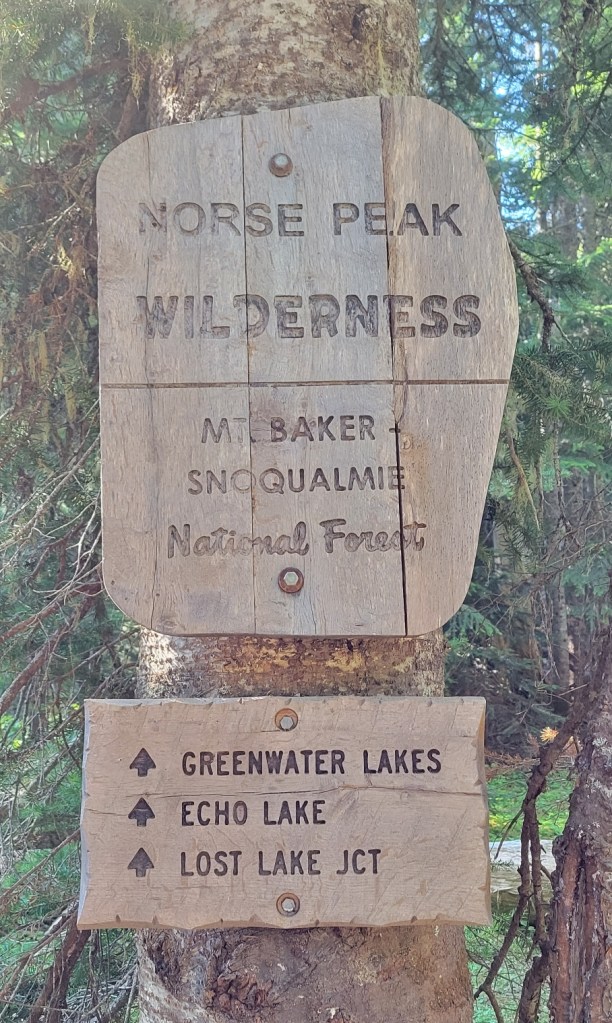 NORSE PEAK
WILDERNESS
MT. BAKER -
SNOQUALMIE
National Forest
GREENWATER LAKES
ECHO LAKE
LOST LAKE JCT